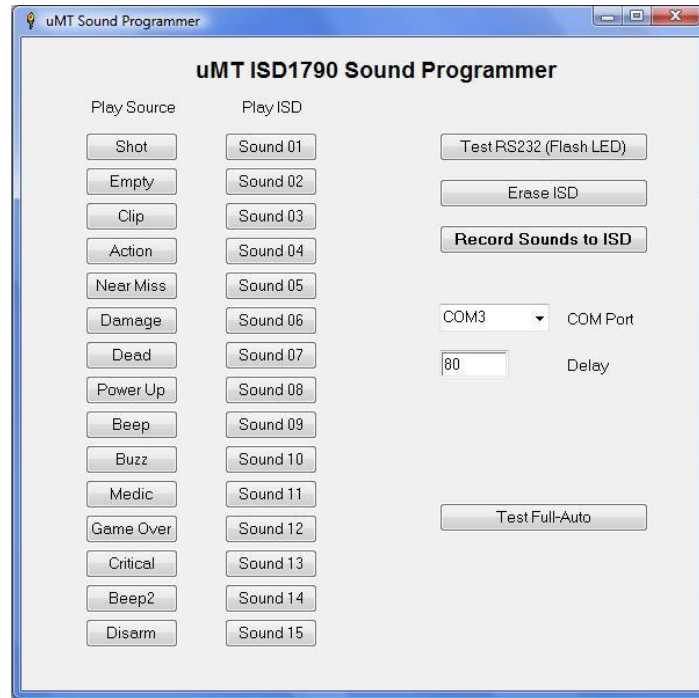 uMT Sound Programmer
uMT ISD1790 Sound Programmer
Play Source Play ISD
Shot Sound 01 Test RS232 (Flash LED)
Empty Sound 02 Erase ISD
Clip Sound 03
Action Sound 04 Record Sounds to ISD
Near Miss Sound 05
Damage Sound 06 COM3 COM Port
Dead Sound 07 80 Delay
Power Up Sound 08
Beep Sound 09
Buzz Sound 10
Medic Sound 11
Game Over Sound 12 Test Full-Auto
Critical Sound 13
Beep2 Sound 14
Disarm Sound 15